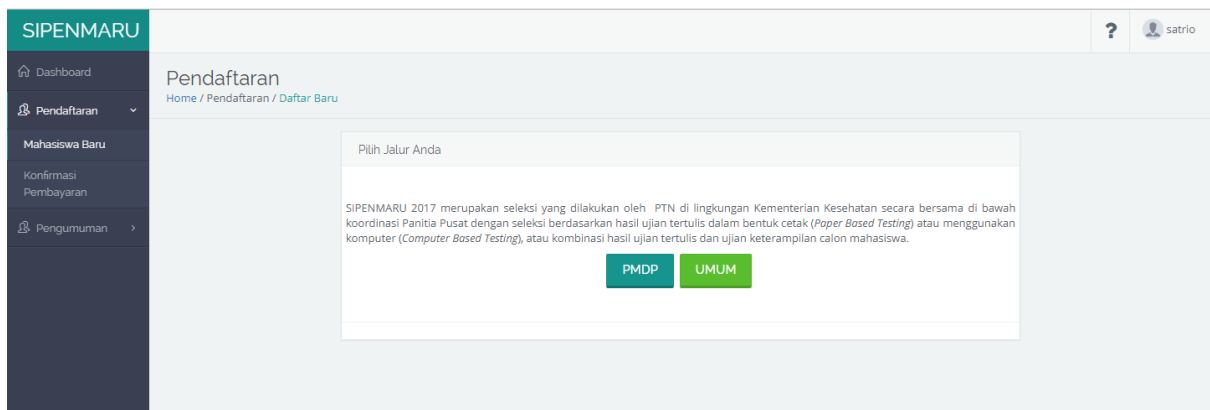 SIPENMARU
?
satrio
Dashboard
Pendaftaran
Mahasiswa Baru
Konfirmasi
Pembayaran
Pengumuman
Pendaftaran
Home / Pendaftaran / Daftar Baru
Pilih Jalur Anda
SIPENMARU 2017 merupakan seleksi yang dilakukan oleh PTN di lingkungan Kementerian Kesehatan secara bersama di bawah
koordinasi Panitia Pusat dengan seleksi berdasarkan hasil ujian tertulis dalam bentuk cetak (Paper Based Testing) atau menggunakan
komputer (Computer Based Testing), atau kombinasi hasil ujian tertulis dan ujian keterampilan calon mahasiswa.
PMDP
UMUM